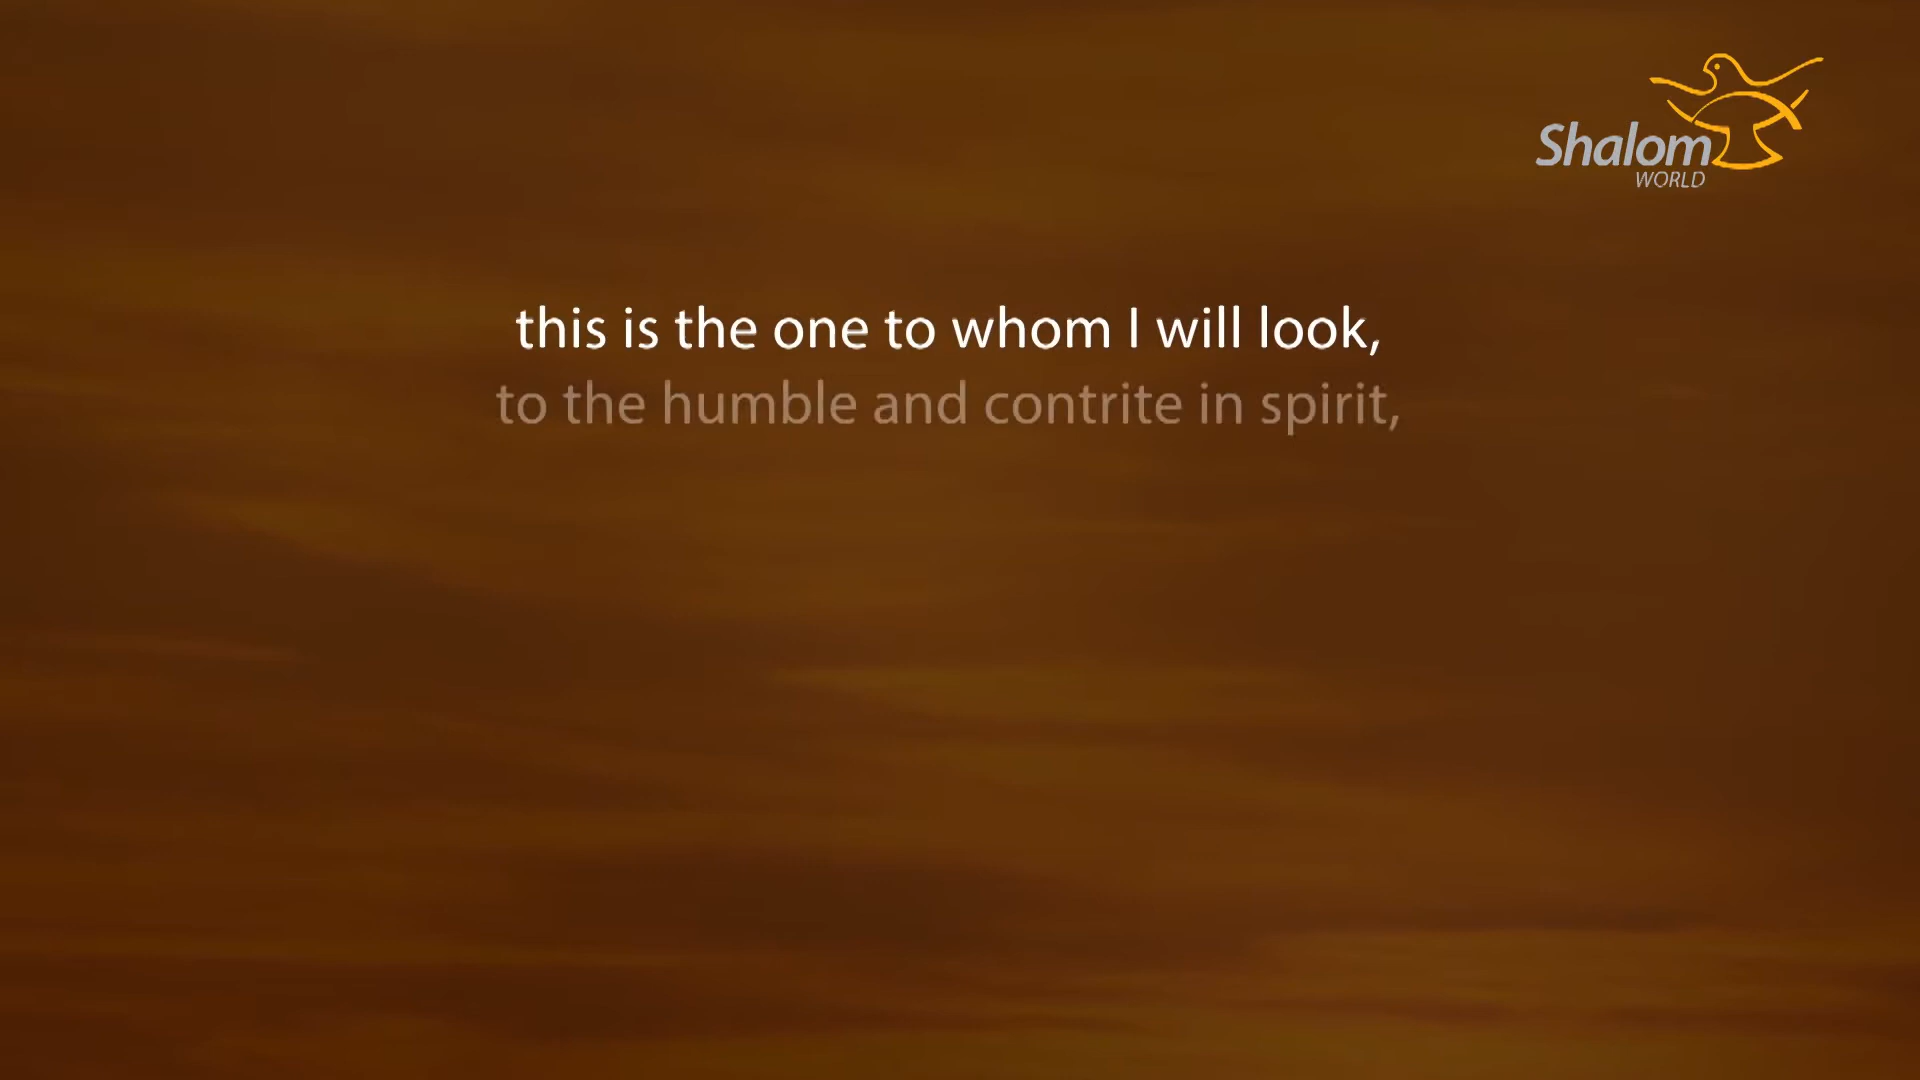 Shalom
WORLD
this is the one to whom I will look,
to the humble and contrite in spirit,